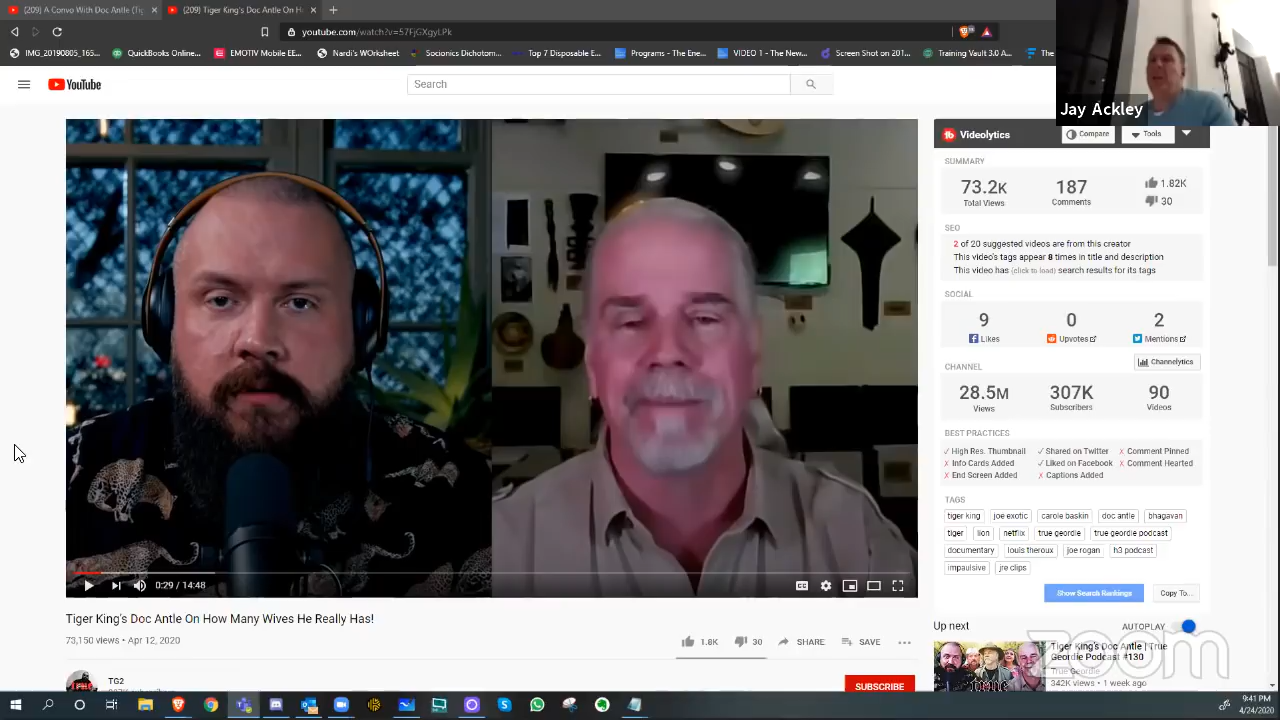 (209) A Convo With Doc Antle (Ti
(209) Tiger King's Doc Antle On H
youtube.com/watch?v=57FjGXgyLPk
IMG_20190805_165...
QuickBooks Online...
EMOTIV Mobile EE...
Nardi's Workshop...
Socionics Dichotom...
Top 7 Disposable E...
Programs - The Ene...
VIDEO 1 - The New...
Screen Shot on 201...
Training Vault 3.0 A...
The
YouTube
Search
Jay Ackley
Videolytics
Compare
Tools
SUMMARY
73.2K
Total Views
187
Comments
1.82K
30
SEO
2 of 20 suggested videos are from this creator
This video's tags appear 8 times in title and description
This video has (click to load) search results for its tags
SOCIAL
9
Likes
0
Upvotes
2
Mentions
CHANNEL
Channelytics
28.5M
Views
307K
Subscribers
90
Videos
BEST PRACTICES
✓ High Res. Thumbnail
✓ Shared on Twitter
✗ Comment Pinned
✗ Info Cards Added
✓ Liked on Facebook
✗ Comment Hearted
✗ End Screen Added
✗ Captions Added
TAGS
tiger king
joe exotic
carole baskin
doc antle
bhagavan
tiger
lion
netflix
true geordie
true geordie podcast
documentary
louis theroux
joe rogan
h3 podcast
impaulsive
jre clips
Show Search Rankings
Copy To...
0:29 / 14:48
CC
Tiger King's Doc Antle On How Many Wives He Really Has!
73,150 views • Apr 12, 2020
1.8K
30
SHARE
SAVE
TG2
SUBSCRIBE
Up next
AUTOPLAY
Tiger King's Doc Antle | True
Geordie Podcast #130
True Geordie
342K views • 1 week ago
zoom
9:41 PM
4/24/2020